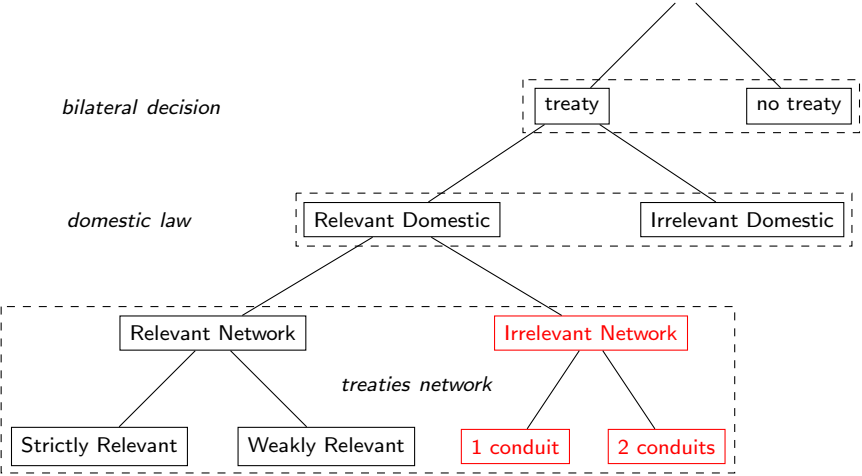 bilateral decision
treaty
no treaty
domestic law
Relevant Domestic
Irrelevant Domestic
Relevant Network
Irrelevant Network
treaties network
Strictly Relevant
Weakly Relevant
1 conduit
2 conduits